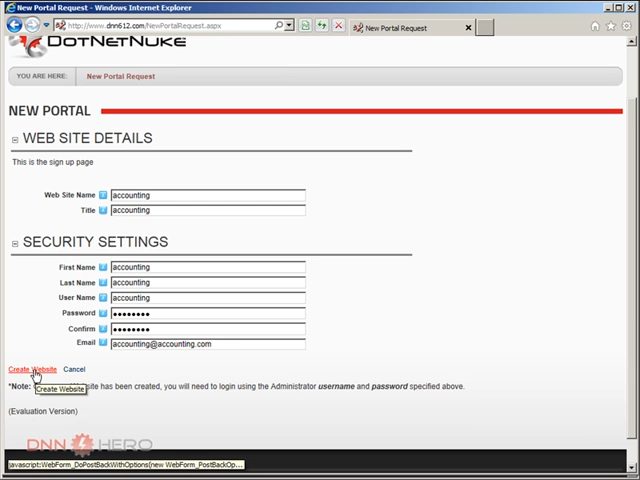 New Portal Request - Windows Internet Explorer
http://www.dnn612.com/NewPortalRequest.aspx
New Portal Request
DOTNETNUKE
YOU ARE HERE: New Portal Request
NEW PORTAL
WEB SITE DETAILS
This is the sign up page
Web Site Name ? accounting
Title ? accounting
SECURITY SETTINGS
First Name ? accounting
Last Name ? accounting
User Name ? accounting
Password ? ●●●●●●●●
Confirm ? ●●●●●●●●
Email ? accounting@accounting.com
Create Website Cancel
Create Website
*Note: site has been created, you will need to login using the Administrator username and password specified above.
(Evaluation Version)
DNN HERO
javascript:WebForm_DoPostBackWithOptions(new WebForm_PostBackOp...